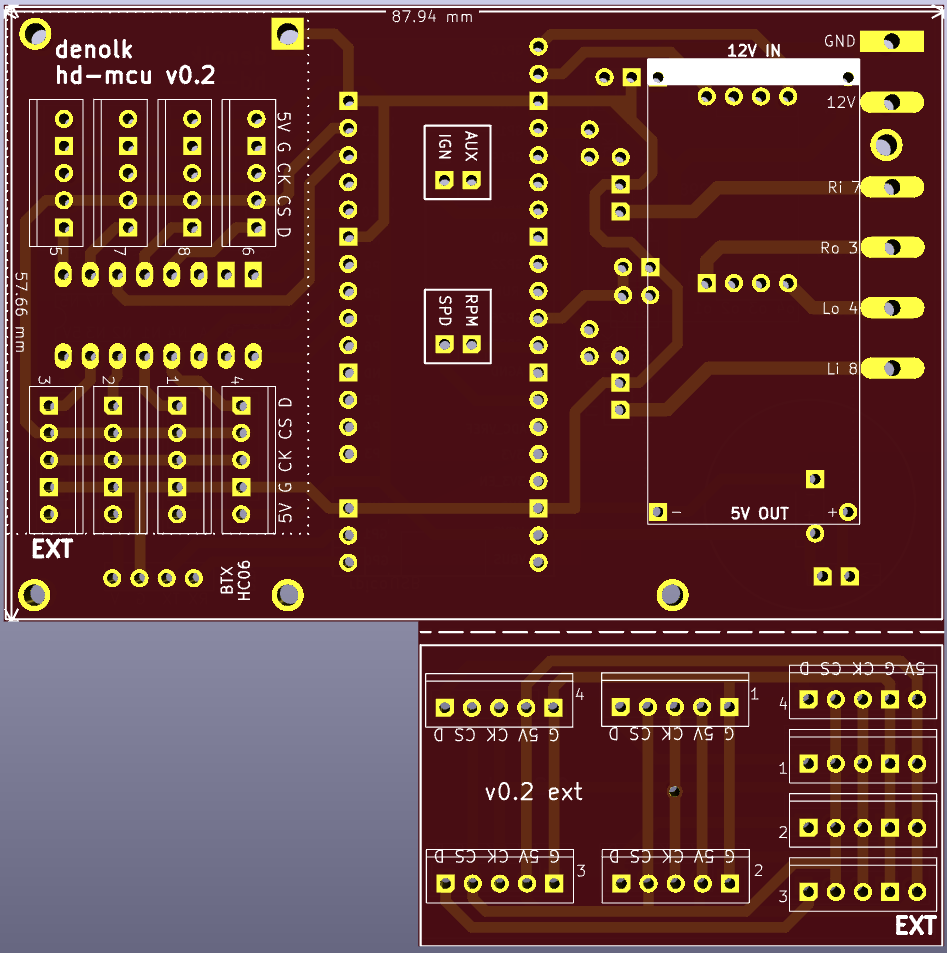 87.94 mm
denolk
hd-mcu v0.2
12V IN
GND
12V
5V G CK CS D
IGN
AUX
Ri 7
5
7
8
6
Ro 3
57.66 mm
SPD
RPM
Lo 4
Li 8
3
2
1
4
5V G CK CS D
- 5V OUT +
EXT
BTX
HC06
D CS CK G 5V
4
1
4
D CS CK 5V G
D CS CK 5V G
1
v0.2 ext
2
D CS CK 5V G
D CS CK 5V G
3
2
3
EXT